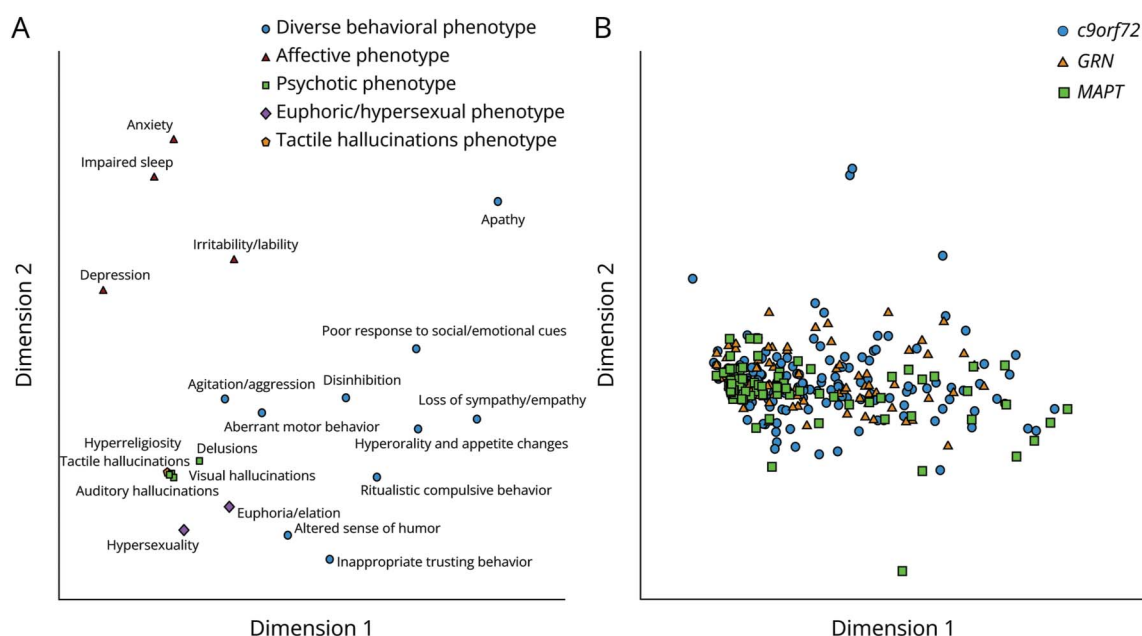 A
Diverse behavioral phenotype
Affective phenotype
Psychotic phenotype
Euphoric/hypersexual phenotype
Tactile hallucinations phenotype
Anxiety
Impaired sleep
Apathy
Irritability/lability
Depression
Dimension 2
Poor response to social/emotional cues
Agitation/aggression
Disinhibition
Loss of sympathy/empathy
Aberrant motor behavior
Hyperorality and appetite changes
Hyperreligiosity
Delusions
Tactile hallucinations
Visual hallucinations
Auditory hallucinations
Ritualistic compulsive behavior
Euphoria/elation
Altered sense of humor
Hypersexuality
Inappropriate trusting behavior
Dimension 1
B
c9orf72
GRN
MAPT
Dimension 2
Dimension 1